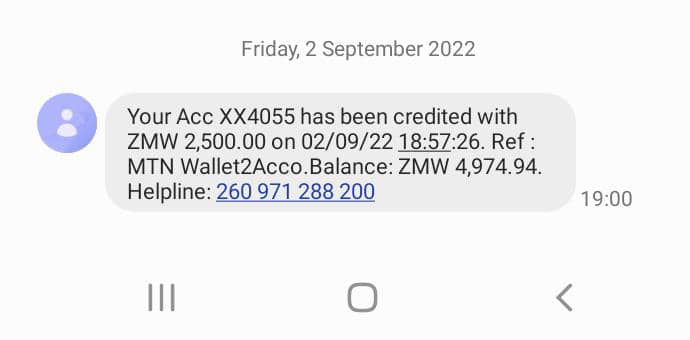 Friday, 2 September 2022
Your Acc XX4055 has been credited with
ZMW 2,500.00 on 02/09/22 18:57:26. Ref :
MTN Wallet2Acco.Balance: ZMW 4,974.94.
Helpline: 260 971 288 200
19:00